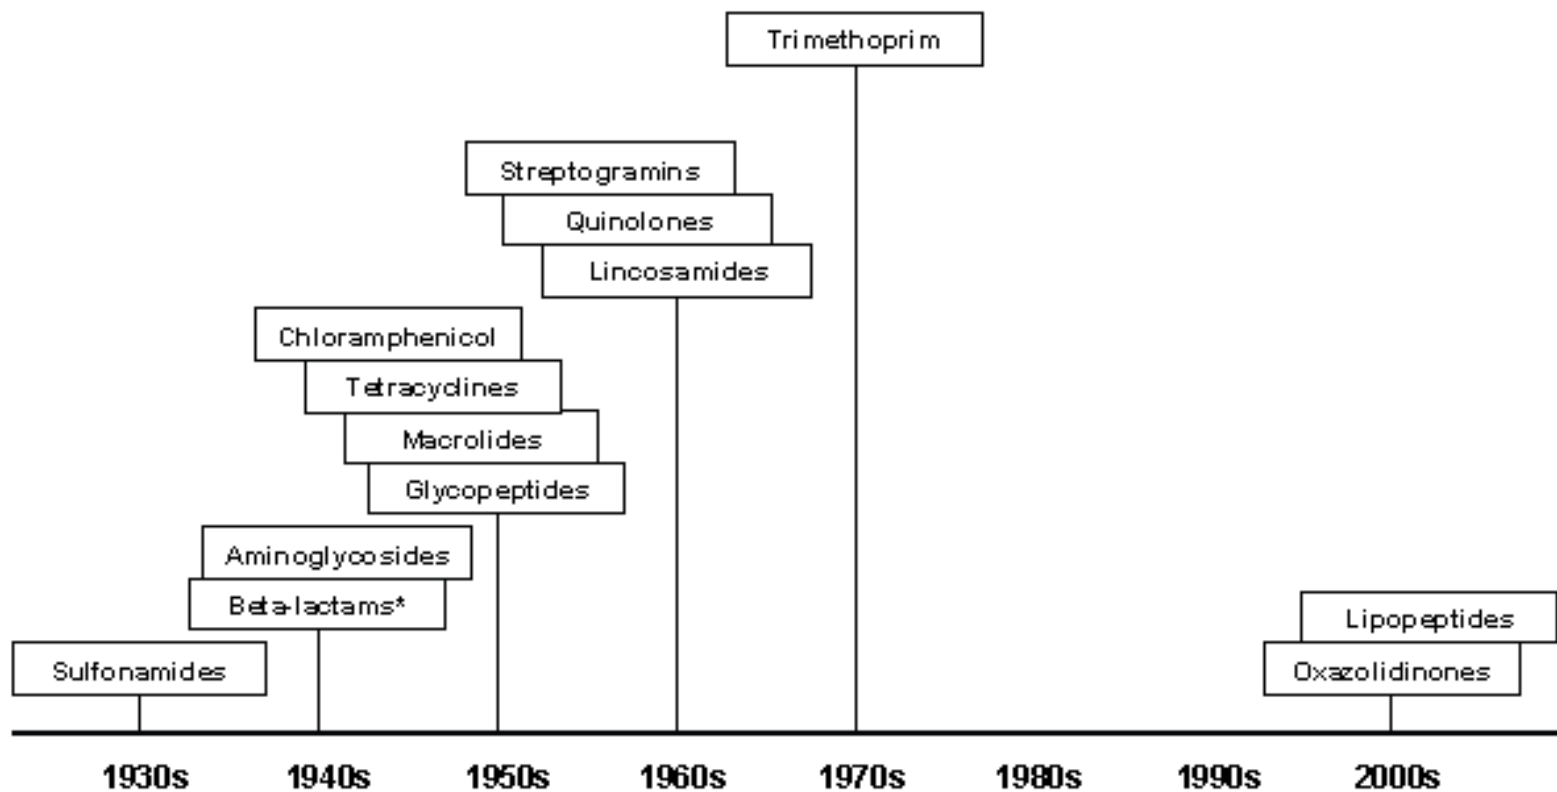 Trimethoprim
Streptogramins
Quinolones
Lincosamides
Chloramphenicol
Tetracyclines
Macrolides
Glycopeptides
Aminoglycosides
Beta-lactams*
Lipopeptides
Sulfonamides
Oxazolidinones
1930s 1940s 1950s 1960s 1970s 1980s 1990s 2000s